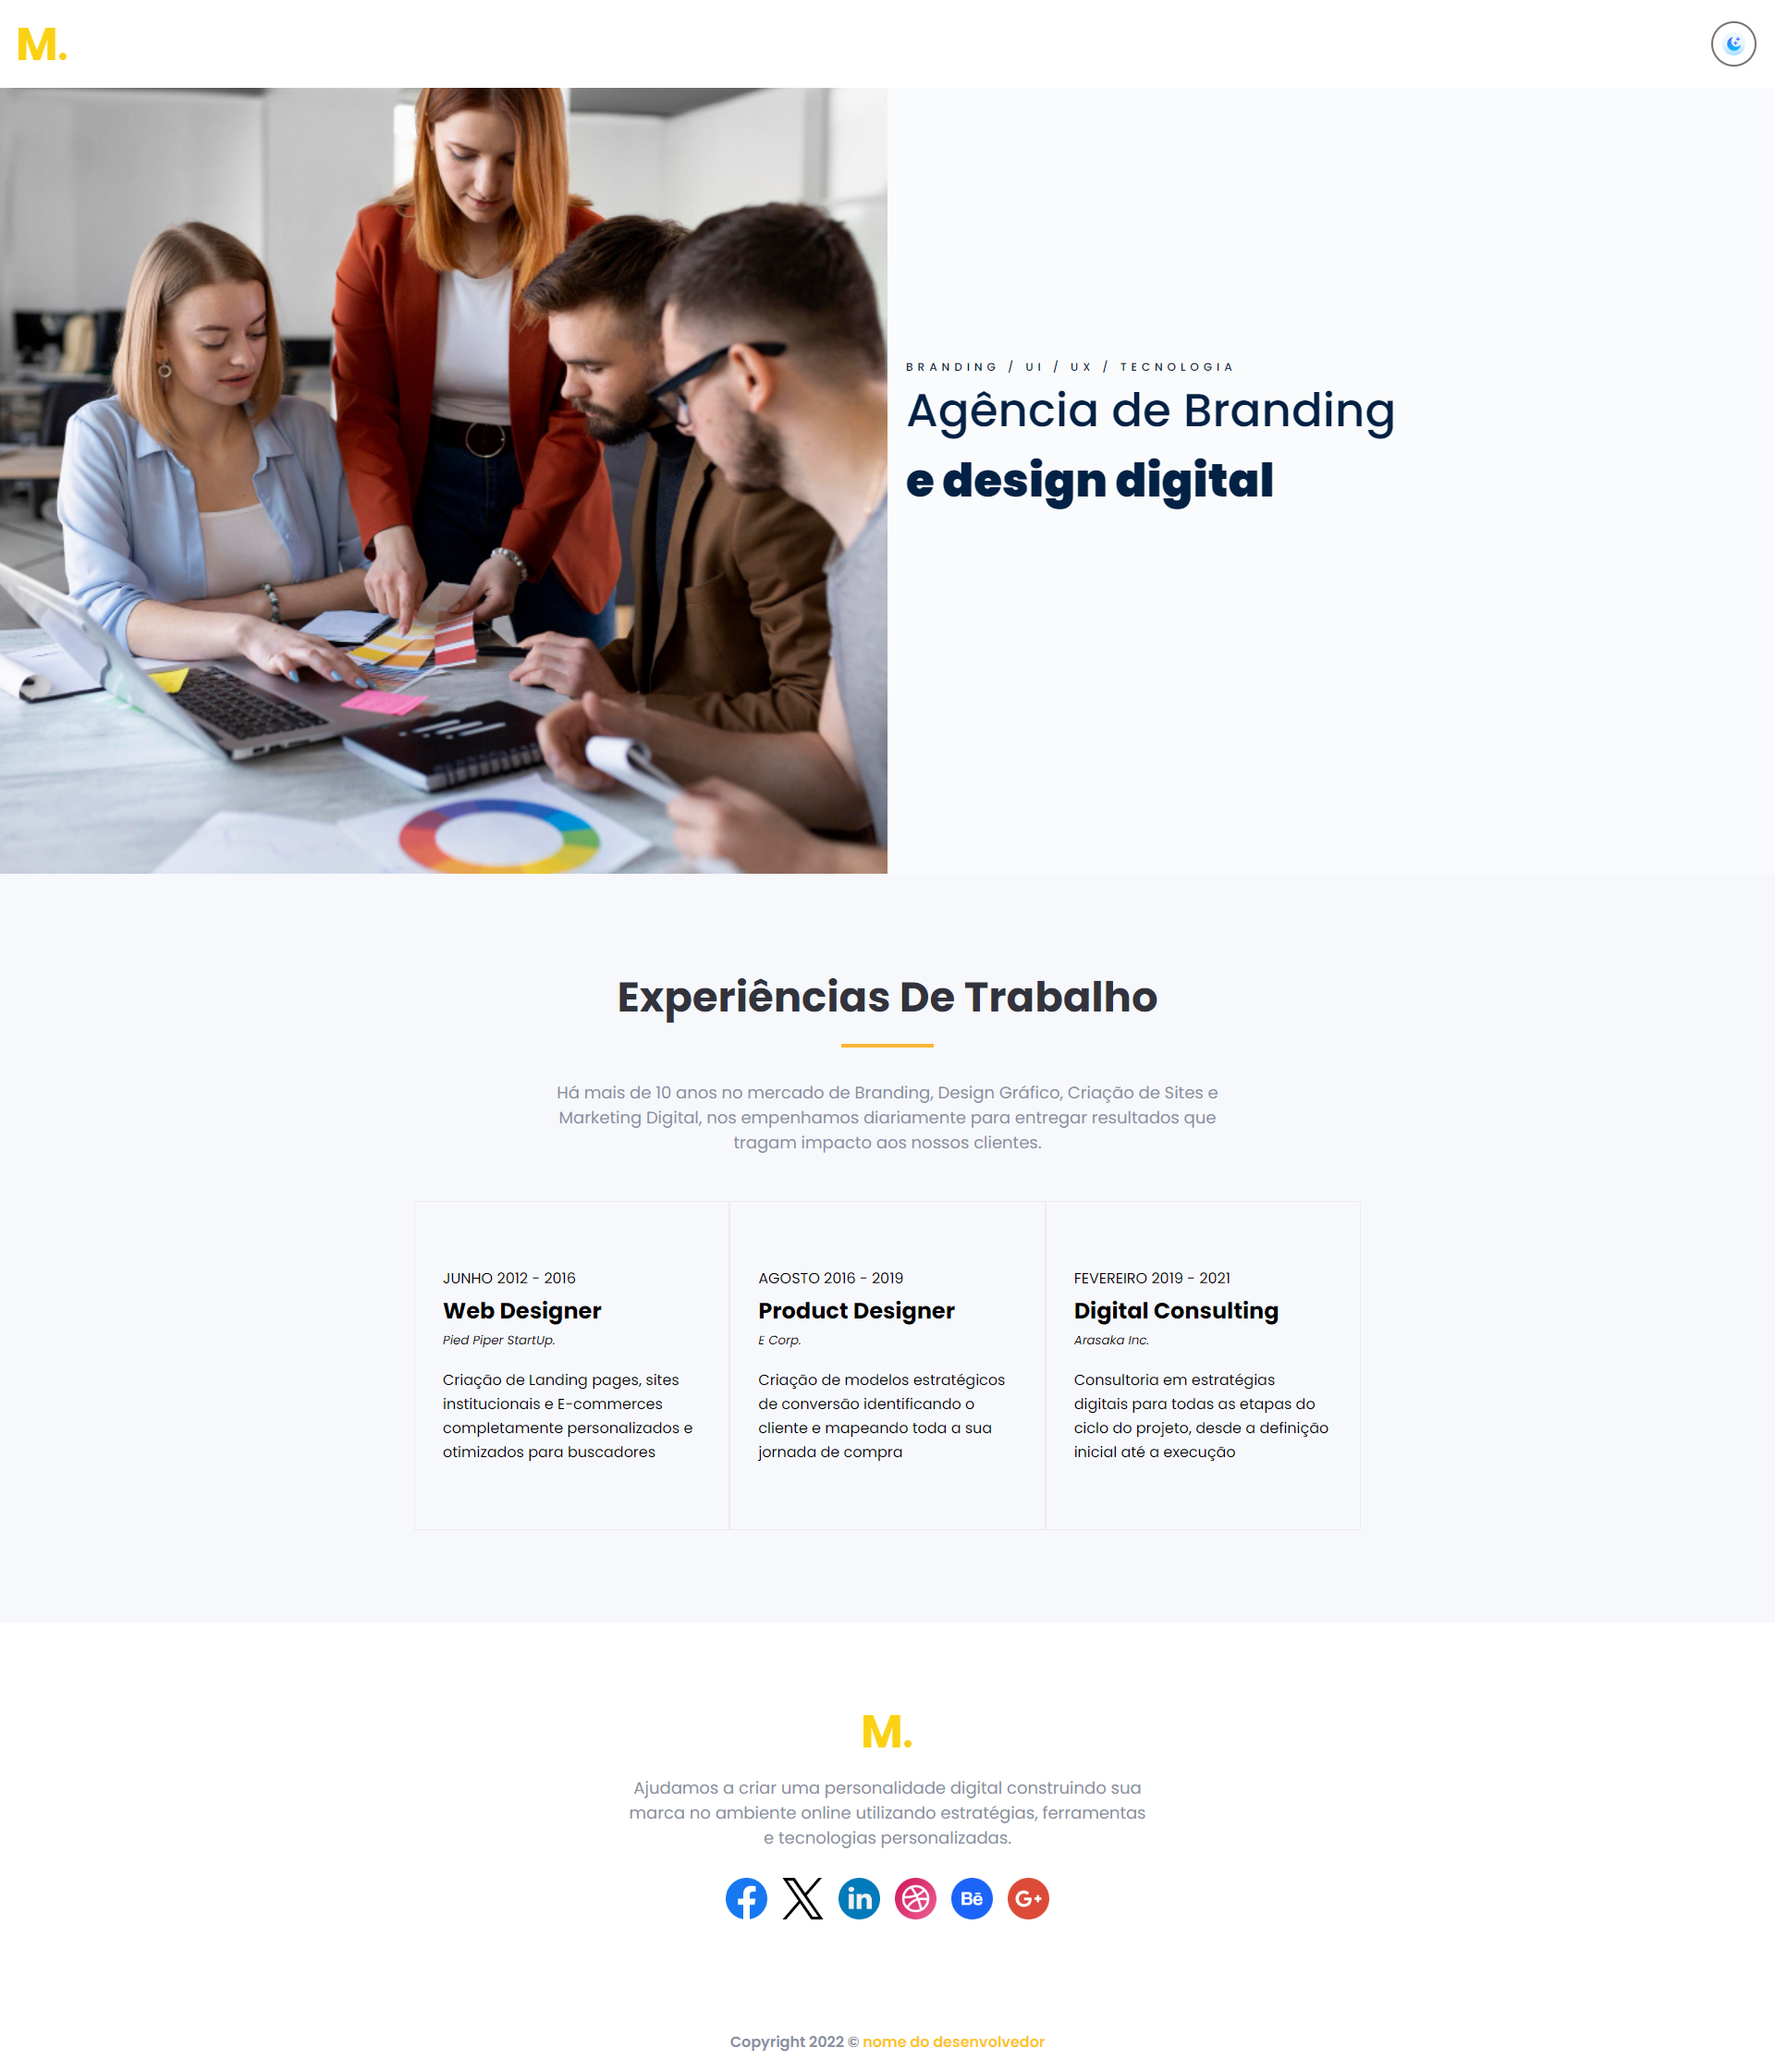 M.
BRANDING / UI / UX / TECNOLOGIA
Agência de Branding
e design digital
Experiências De Trabalho
Há mais de 10 anos no mercado de Branding, Design Gráfico, Criação de Sites e
Marketing Digital, nos empenhamos diariamente para entregar resultados que
tragam impacto aos nossos clientes.
JUNHO 2012 - 2016
Web Designer
Pied Piper StartUp.
Criação de Landing pages, sites
institucionais e E-commerces
completamente personalizados e
otimizados para buscadores
AGOSTO 2016 - 2019
Product Designer
E Corp.
Criação de modelos estratégicos
de conversão identificando o
cliente e mapeando toda a sua
jornada de compra
FEVEREIRO 2019 - 2021
Digital Consulting
Arasaka Inc.
Consultoria em estratégias
digitais para todas as etapas do
ciclo do projeto, desde a definição
inicial até a execução
M.
Ajudamos a criar uma personalidade digital construindo sua
marca no ambiente online utilizando estratégias, ferramentas
e tecnologias personalizadas.
f X in Bē G+
Copyright 2022 © nome do desenvolvedor